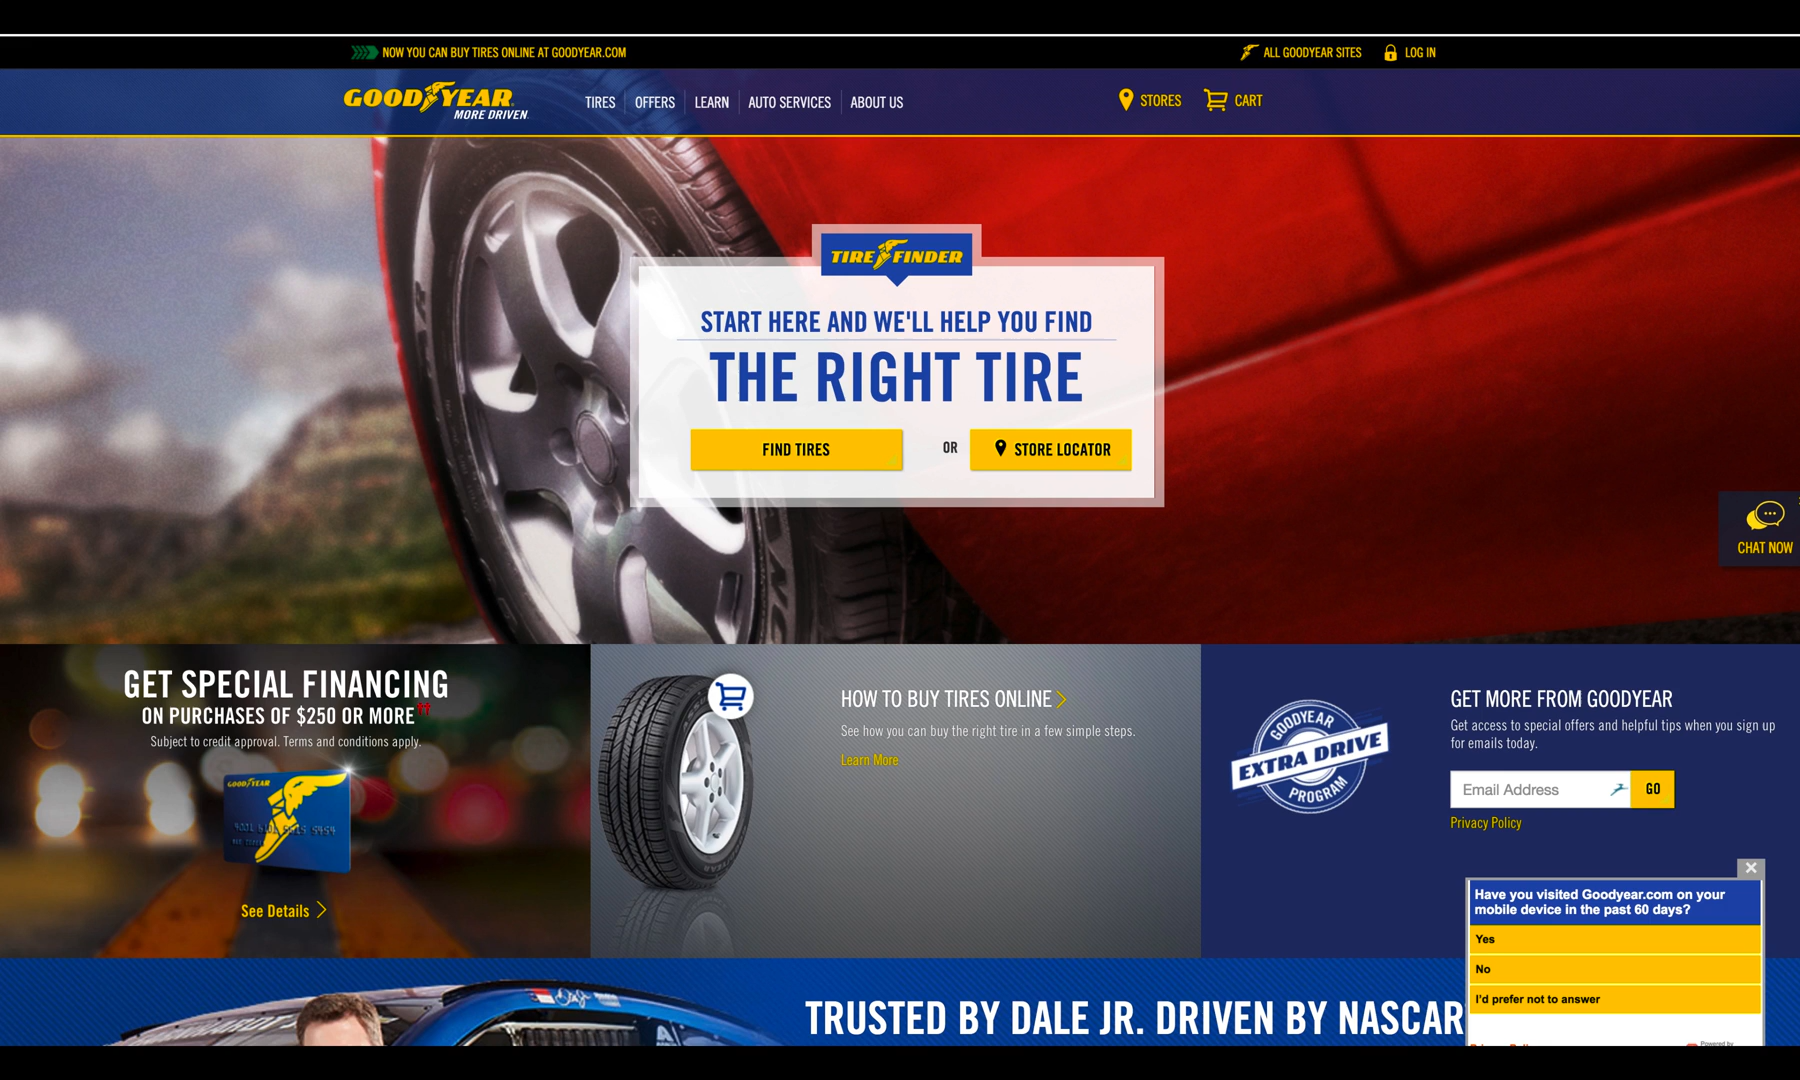 NOW YOU CAN BUY TIRES ONLINE AT GOODYEAR.COM
ALL GOODYEAR SITES
LOG IN
GOODYEAR
MORE DRIVEN
TIRES
OFFERS
LEARN
AUTO SERVICES
ABOUT US
STORES
CART
TIRE FINDER
START HERE AND WE'LL HELP YOU FIND
THE RIGHT TIRE
FIND TIRES
OR
STORE LOCATOR
CHAT NOW
GET SPECIAL FINANCING
ON PURCHASES OF $250 OR MORE††
Subject to credit approval. Terms and conditions apply.
GOODYEAR
See Details
HOW TO BUY TIRES ONLINE
See how you can buy the right tire in a few simple steps.
Learn More
GOODYEAR
EXTRA DRIVE
PROGRAM
GET MORE FROM GOODYEAR
Get access to special offers and helpful tips when you sign up
for emails today.
Email Address
GO
Privacy Policy
Have you visited Goodyear.com on your
mobile device in the past 60 days?
Yes
No
I'd prefer not to answer
Powered by
TRUSTED BY DALE JR. DRIVEN BY NASCAR